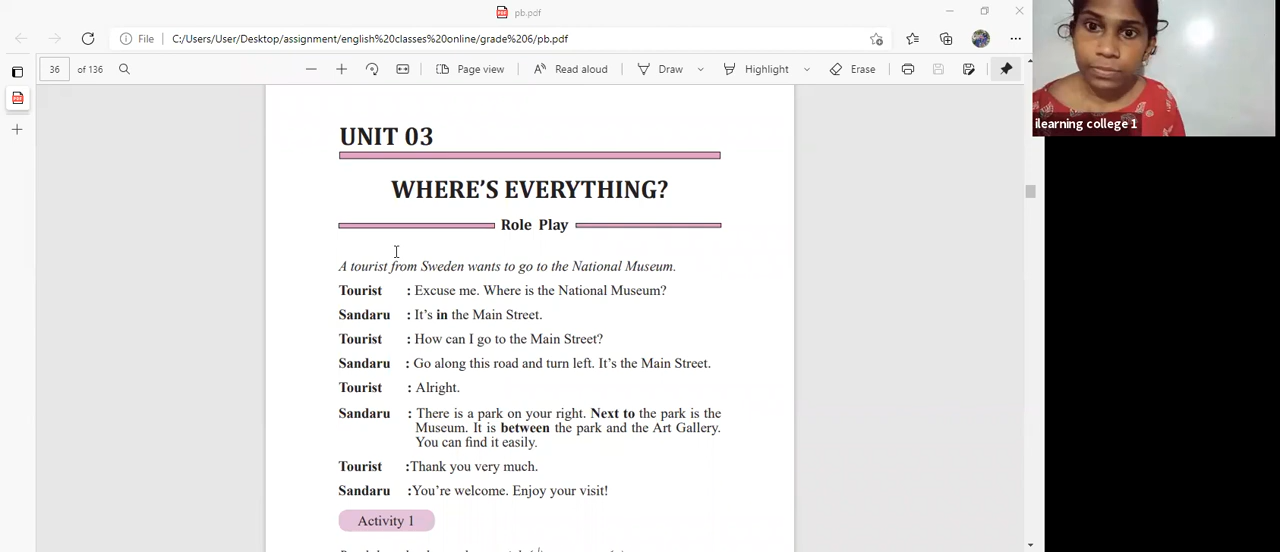 pb.pdf
File C:/Users/User/Desktop/assignment/english%20classes%20online/grade%206/pb.pdf
36 of 136 Page view Read aloud Draw Highlight Erase
ilearning college 1
UNIT 03
WHERE'S EVERYTHING?
Role Play
A tourist from Sweden wants to go to the National Museum.
Tourist : Excuse me. Where is the National Museum?
Sandaru : It's in the Main Street.
Tourist : How can I go to the Main Street?
Sandaru : Go along this road and turn left. It's the Main Street.
Tourist : Alright.
Sandaru : There is a park on your right. Next to the park is the
Museum. It is between the park and the Art Gallery.
You can find it easily.
Tourist :Thank you very much.
Sandaru :You're welcome. Enjoy your visit!
Activity 1